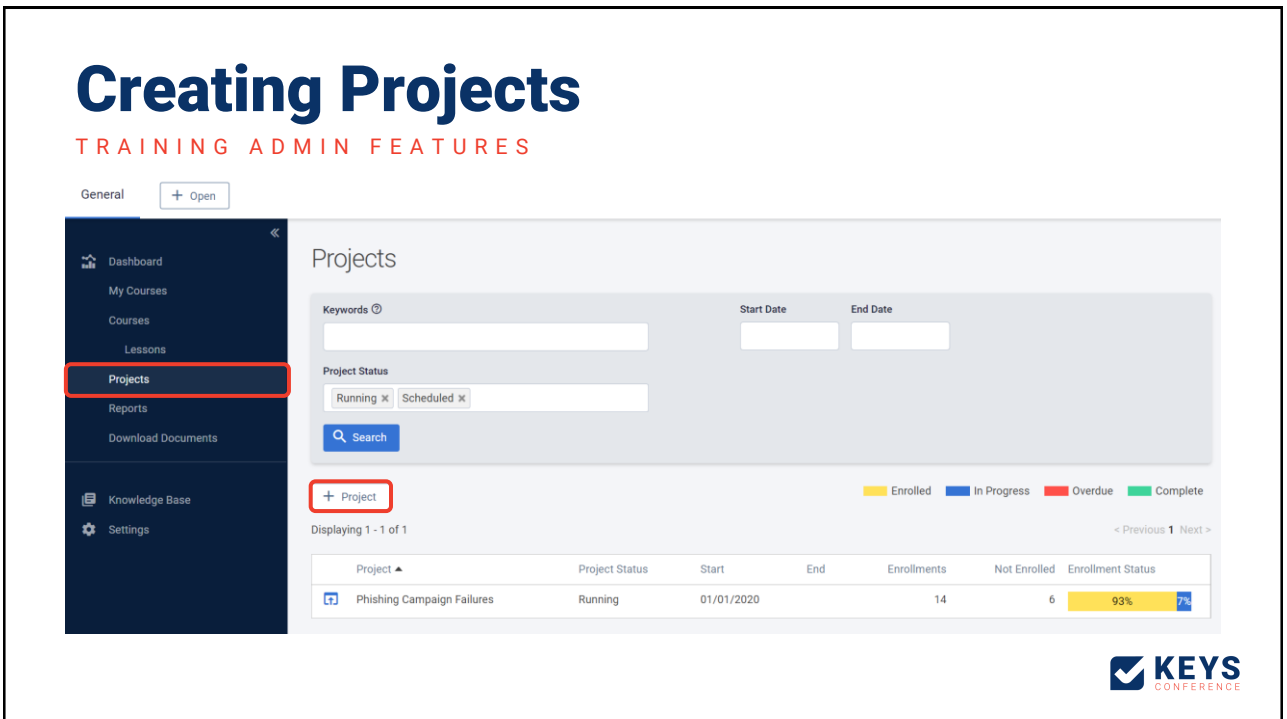 Creating Projects
TRAINING ADMIN FEATURES
General + Open
Dashboard
My Courses
Courses
Lessons
Projects
Reports
Download Documents
Knowledge Base
Settings
Projects
Keywords
Start Date
End Date
Project Status
Running × Scheduled ×
Search
+ Project
Enrolled In Progress Overdue Complete
Displaying 1 - 1 of 1
< Previous 1 Next >
Project Project Status Start End Enrollments Not Enrolled Enrollment Status
Phishing Campaign Failures Running 01/01/2020 14 6 93% 7%
KEYS
CONFERENCE